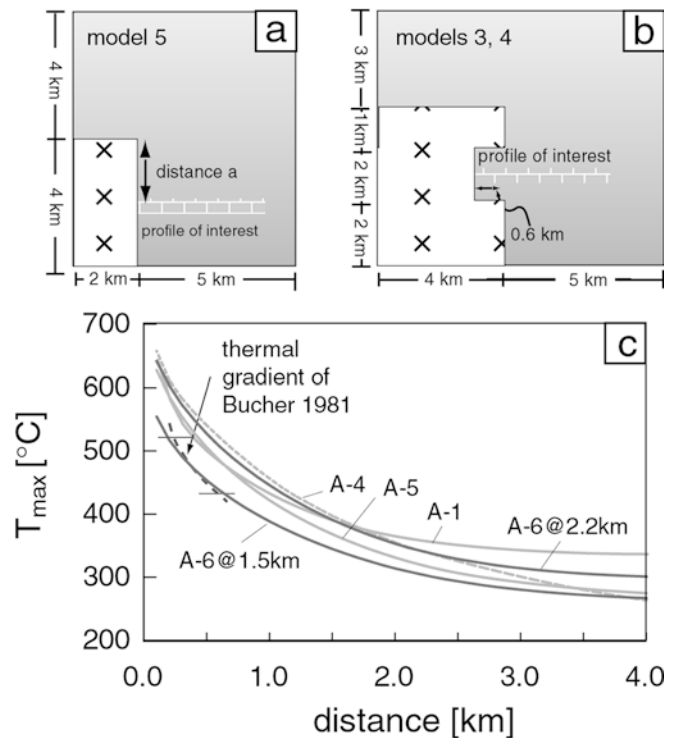 model 5
a
4 km
4 km
distance a
profile of interest
2 km
5 km
models 3, 4
b
3 km
1km
2 km
2 km
profile of interest
0.6 km
4 km
5 km
c
700
600
500
400
300
200
Tmax [°C]
thermal
gradient of
Bucher 1981
A-4
A-5
A-1
A-6@2.2km
A-6@1.5km
0.0
1.0
2.0
3.0
4.0
distance [km]